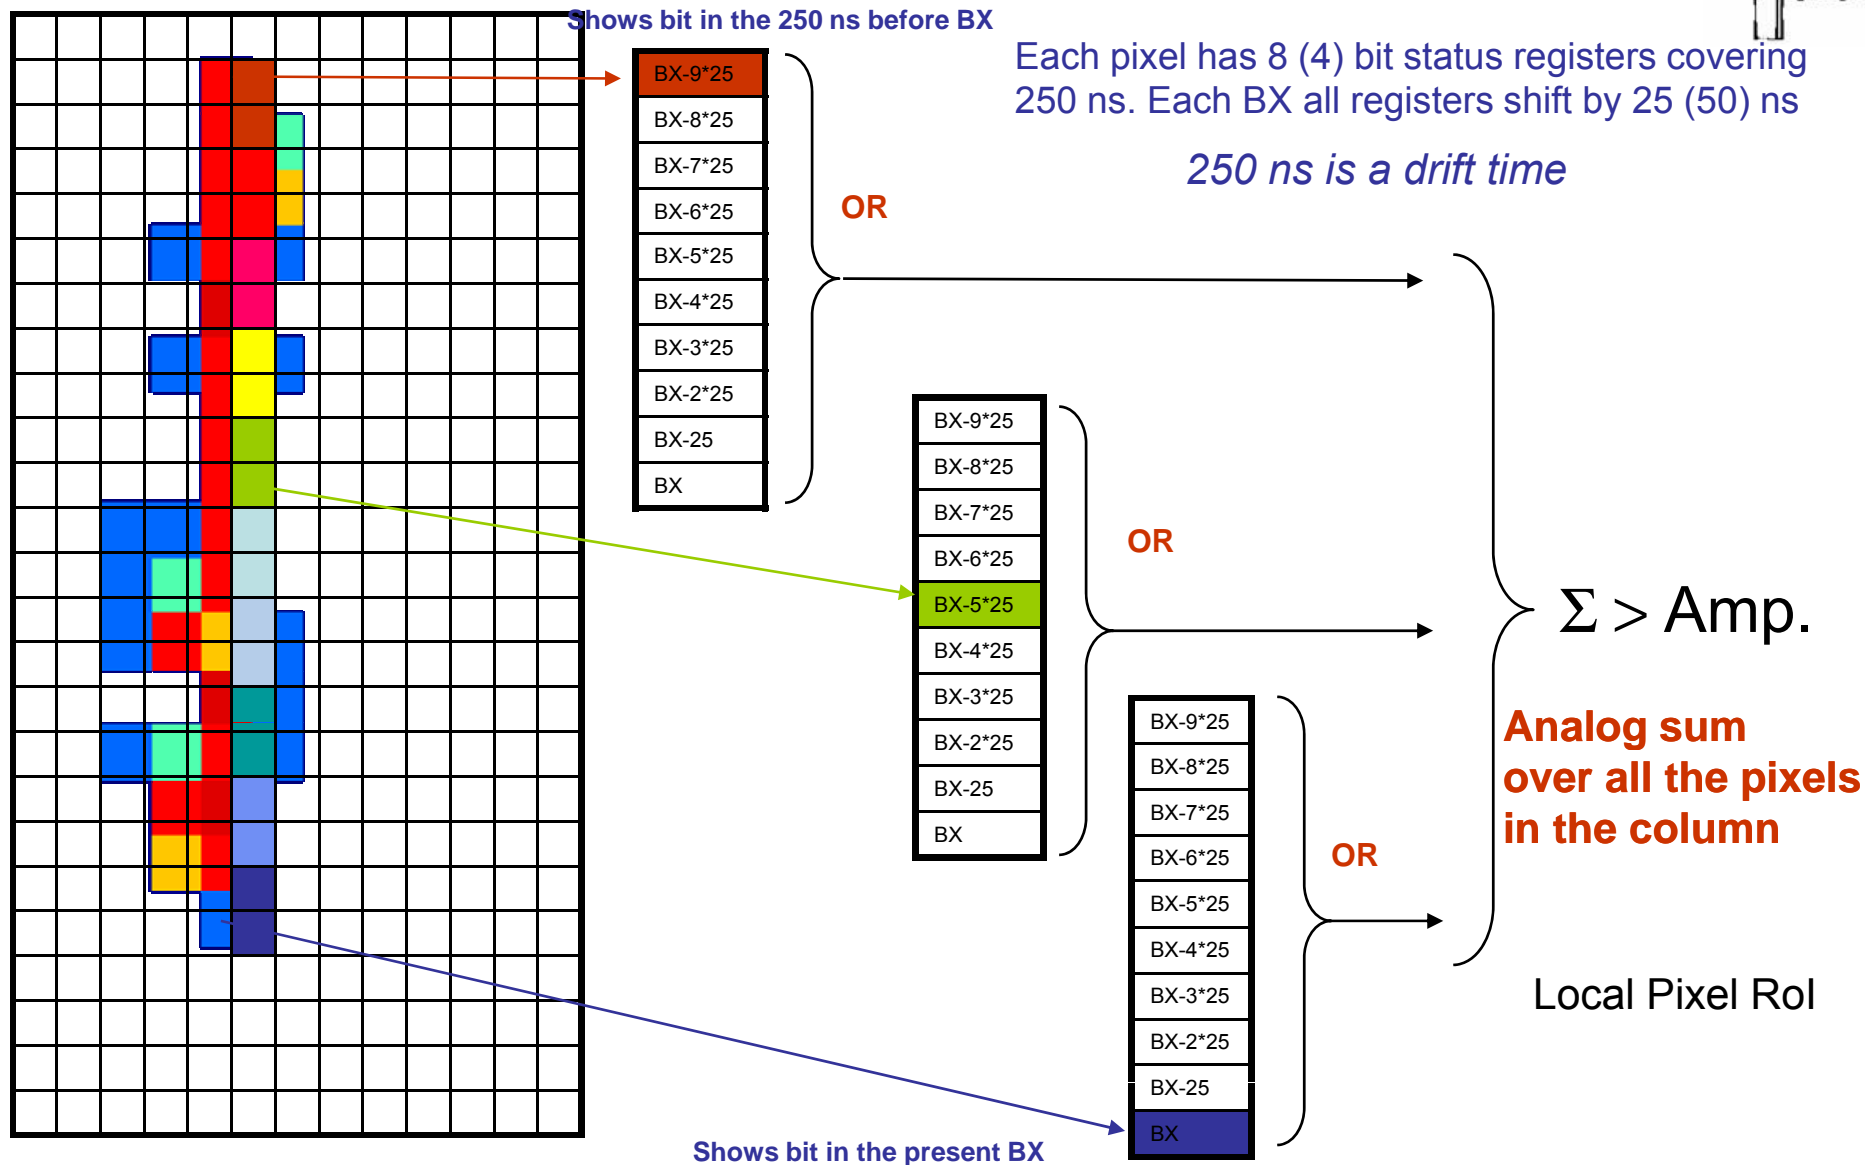 Shows bit in the 250 ns before BX
Each pixel has 8 (4) bit status registers covering
250 ns. Each BX all registers shift by 25 (50) ns
250 ns is a drift time
BX-9*25
BX-8*25
BX-7*25
BX-6*25
BX-5*25
BX-4*25
BX-3*25
BX-2*25
BX-25
BX
OR
BX-9*25
BX-8*25
BX-7*25
BX-6*25
BX-5*25
BX-4*25
BX-3*25
BX-2*25
BX-25
BX
OR
BX-9*25
BX-8*25
BX-7*25
BX-6*25
BX-5*25
BX-4*25
BX-3*25
BX-2*25
BX-25
BX
OR
Σ > Amp.
Analog sum
over all the pixels
in the column
Local Pixel RoI
Shows bit in the present BX